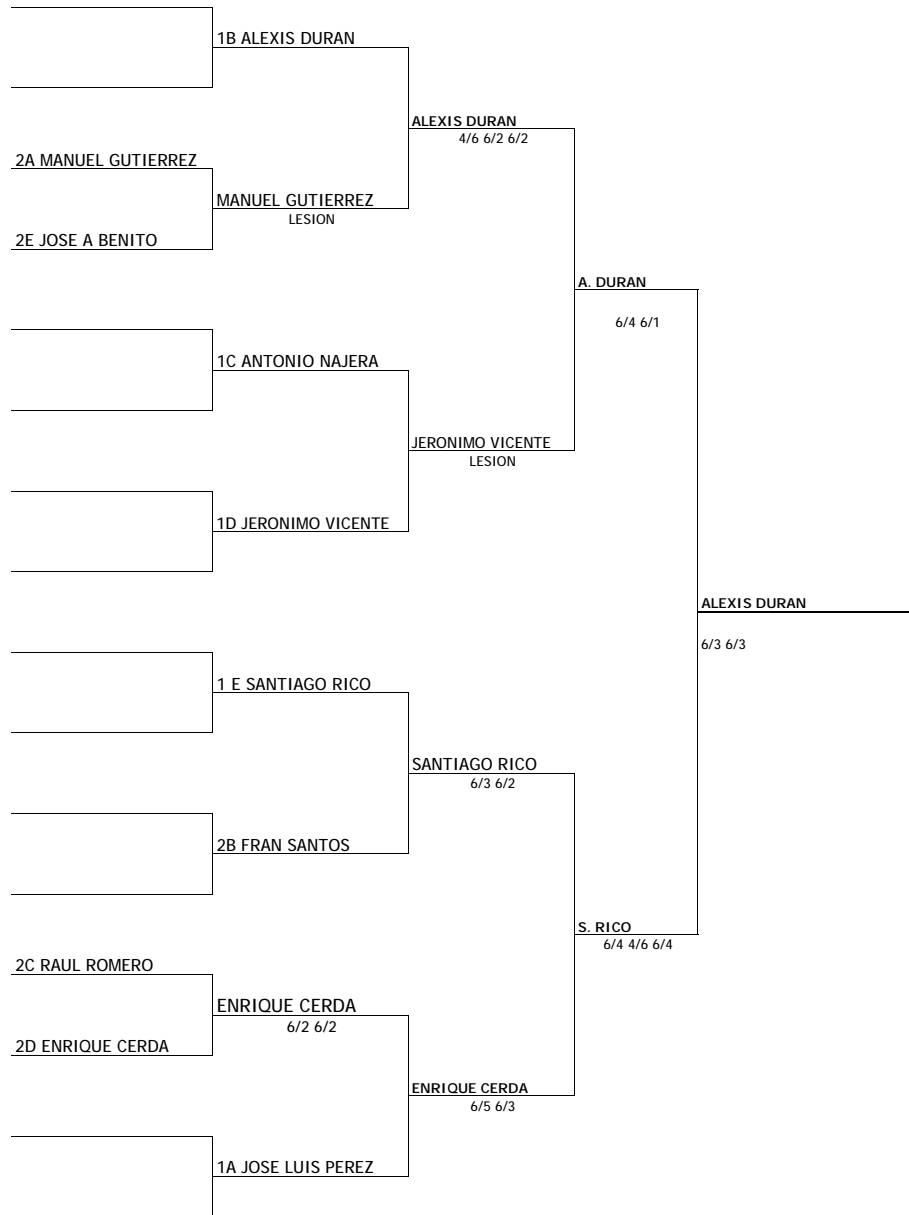 1B ALEXIS DURAN
ALEXIS DURAN
4/6 6/2 6/2
2A MANUEL GUTIERREZ
MANUEL GUTIERREZ
LESION
2E JOSE A BENITO
A. DURAN
6/4 6/1
1C ANTONIO NAJERA
JERONIMO VICENTE
LESION
1D JERONIMO VICENTE
ALEXIS DURAN
6/3 6/3
1 E SANTIAGO RICO
SANTIAGO RICO
6/3 6/2
2B FRAN SANTOS
S. RICO
6/4 4/6 6/4
2C RAUL ROMERO
ENRIQUE CERDA
6/2 6/2
2D ENRIQUE CERDA
ENRIQUE CERDA
6/5 6/3
1A JOSE LUIS PEREZ